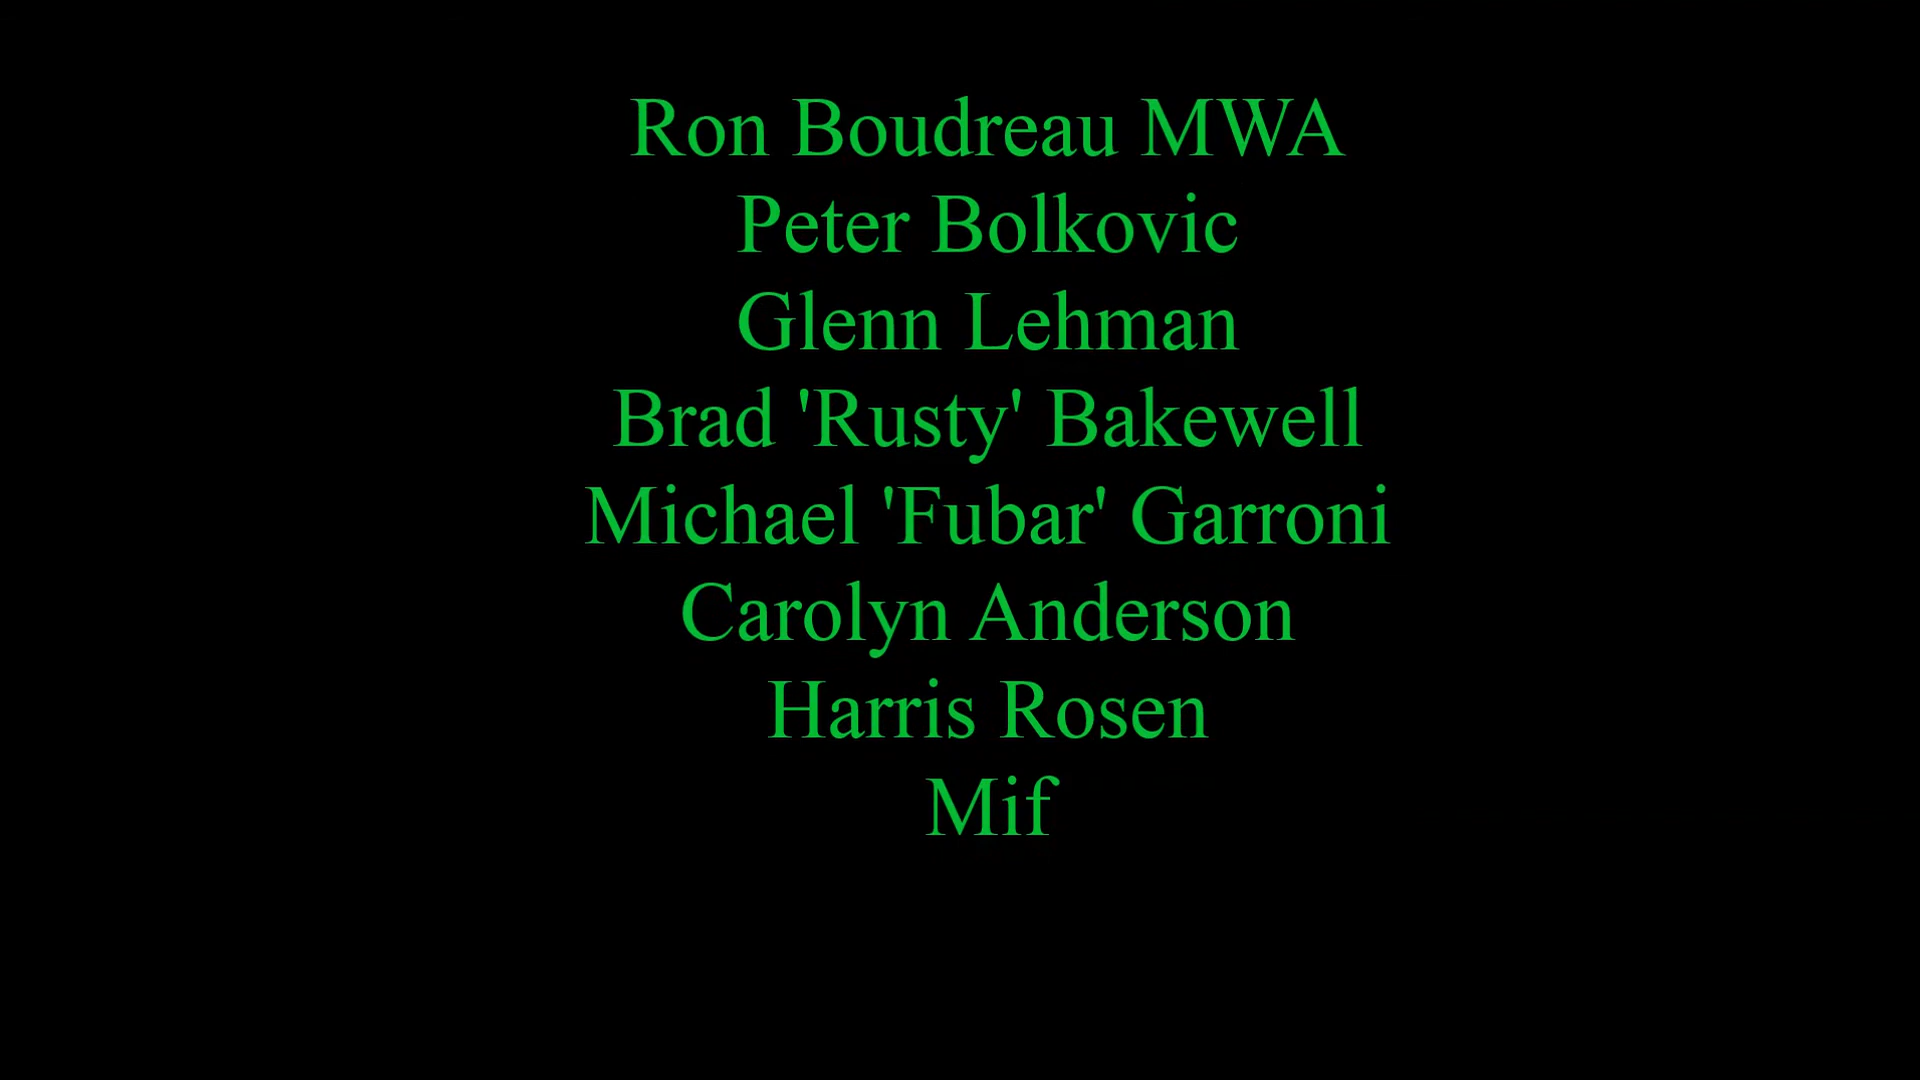 Ron Boudreau MWA
Peter Bolkovic
Glenn Lehman
Brad 'Rusty' Bakewell
Michael 'Fubar' Garroni
Carolyn Anderson
Harris Rosen
Mif